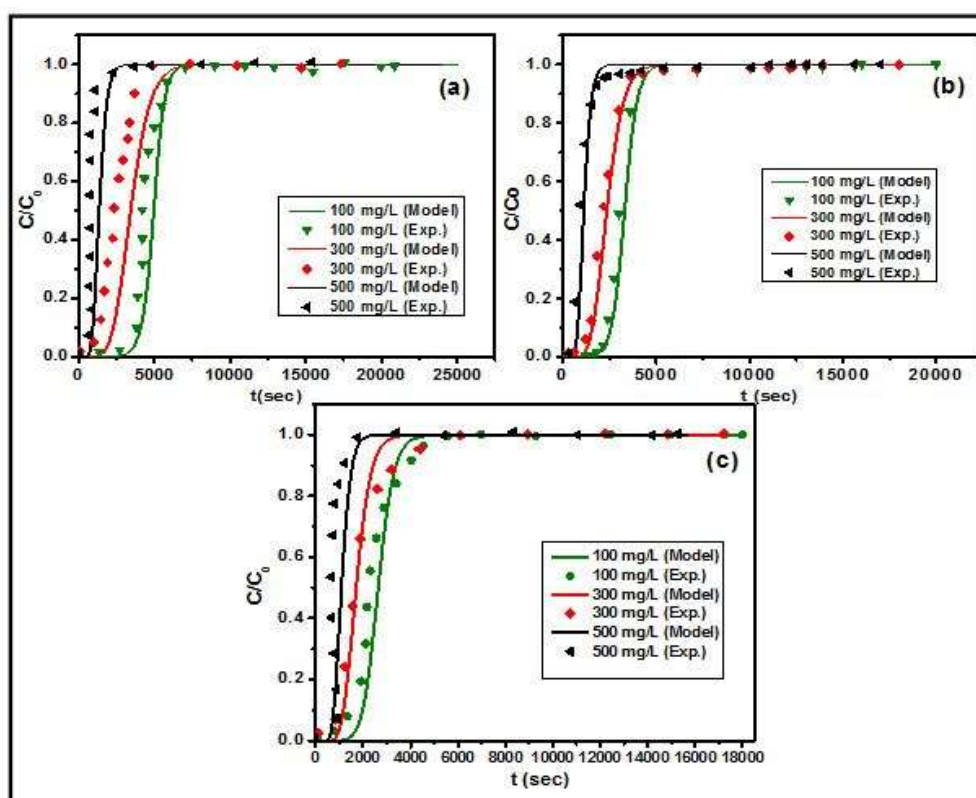 (a)
C/C₀
1.0
0.8
0.6
0.4
0.2
0.0
100 mg/L (Model)
100 mg/L (Exp.)
300 mg/L (Model)
300 mg/L (Exp.)
500 mg/L (Model)
500 mg/L (Exp.)
0 5000 10000 15000 20000 25000
t(sec)
(b)
C/Co
1.0
0.8
0.6
0.4
0.2
0.0
100 mg/L (Model)
100 mg/L (Exp.)
300 mg/L (Model)
300 mg/L (Exp.)
500 mg/L (Model)
500 mg/L (Exp.)
0 5000 10000 15000 20000
t (sec)
(c)
C/C₀
1.0
0.8
0.6
0.4
0.2
0.0
100 mg/L (Model)
100 mg/L (Exp.)
300 mg/L (Model)
300 mg/L (Exp.)
500 mg/L (Model)
500 mg/L (Exp.)
0 2000 4000 6000 8000 10000 12000 14000 16000 18000
t (sec)